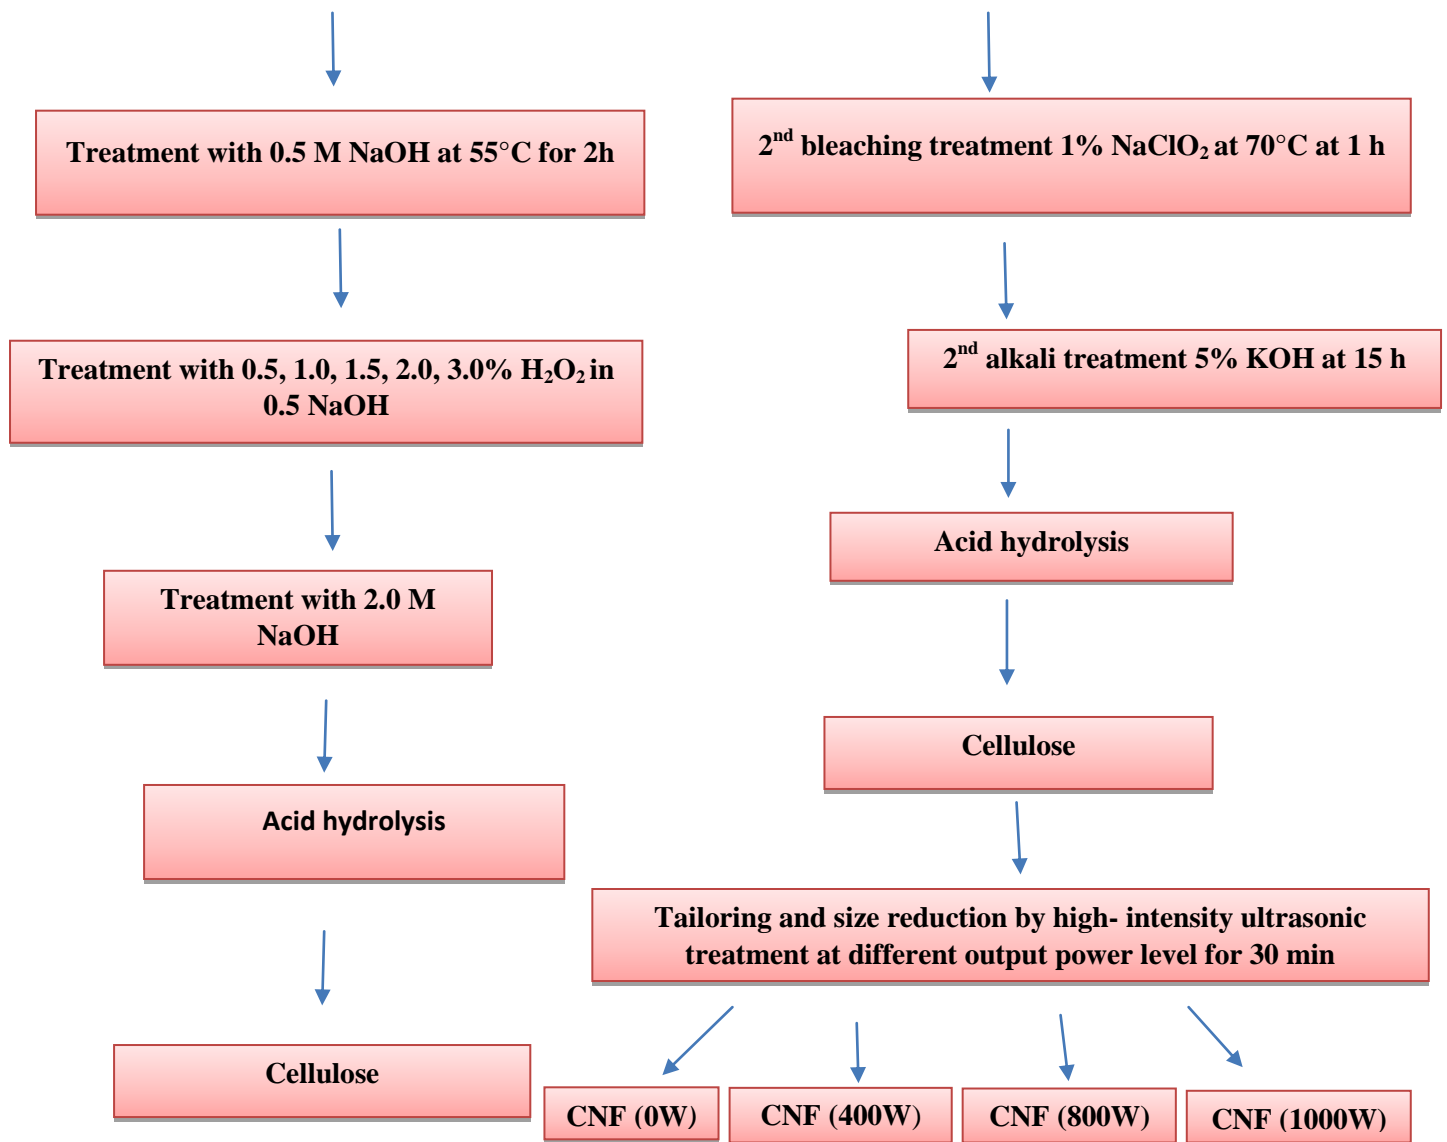 Treatment with 0.5 M NaOH at 55°C for 2h
Treatment with 0.5, 1.0, 1.5, 2.0, 3.0% H₂O₂ in
0.5 NaOH
Treatment with 2.0 M
NaOH
Acid hydrolysis
Cellulose
2ⁿᵈ bleaching treatment 1% NaClO₂ at 70°C at 1 h
2ⁿᵈ alkali treatment 5% KOH at 15 h
Acid hydrolysis
Cellulose
Tailoring and size reduction by high- intensity ultrasonic
treatment at different output power level for 30 min
CNF (0W)
CNF (400W)
CNF (800W)
CNF (1000W)